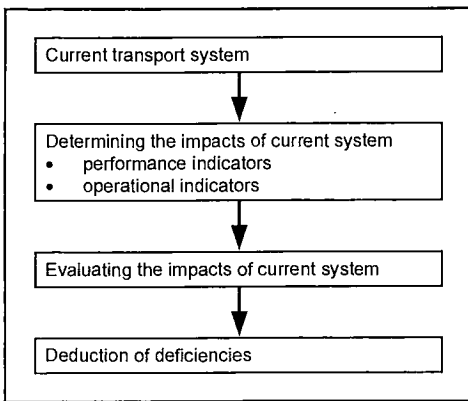 Current transport system
Determining the impacts of current system
• performance indicators
• operational indicators
Evaluating the impacts of current system
Deduction of deficiencies